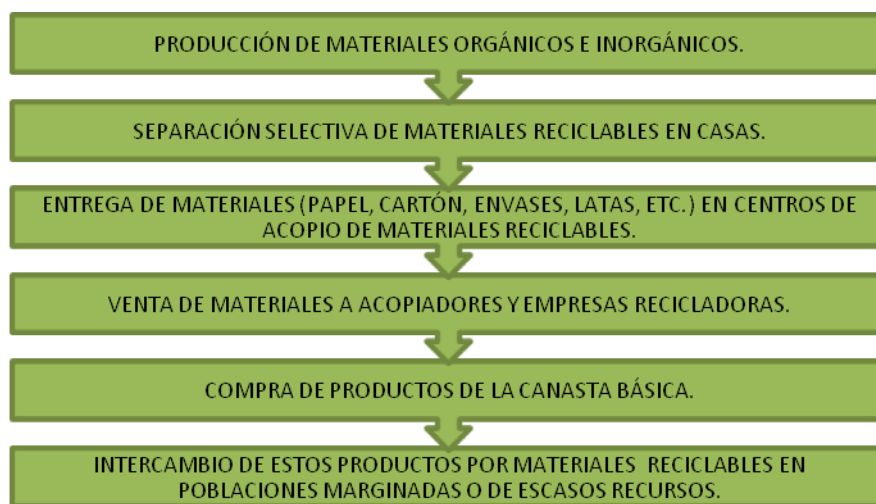 PRODUCCIÓN DE MATERIALES ORGÁNICOS E INORGÁNICOS.
SEPARACIÓN SELECTIVA DE MATERIALES RECICLABLES EN CASAS.
ENTREGA DE MATERIALES (PAPEL, CARTÓN, ENVASES, LATAS, ETC.) EN CENTROS DE
ACOPIO DE MATERIALES RECICLABLES.
VENTA DE MATERIALES A ACOPIADORES Y EMPRESAS RECICLADORAS.
COMPRA DE PRODUCTOS DE LA CANASTA BÁSICA.
INTERCAMBIO DE ESTOS PRODUCTOS POR MATERIALES RECICLABLES EN
POBLACIONES MARGINADAS O DE ESCASOS RECURSOS.